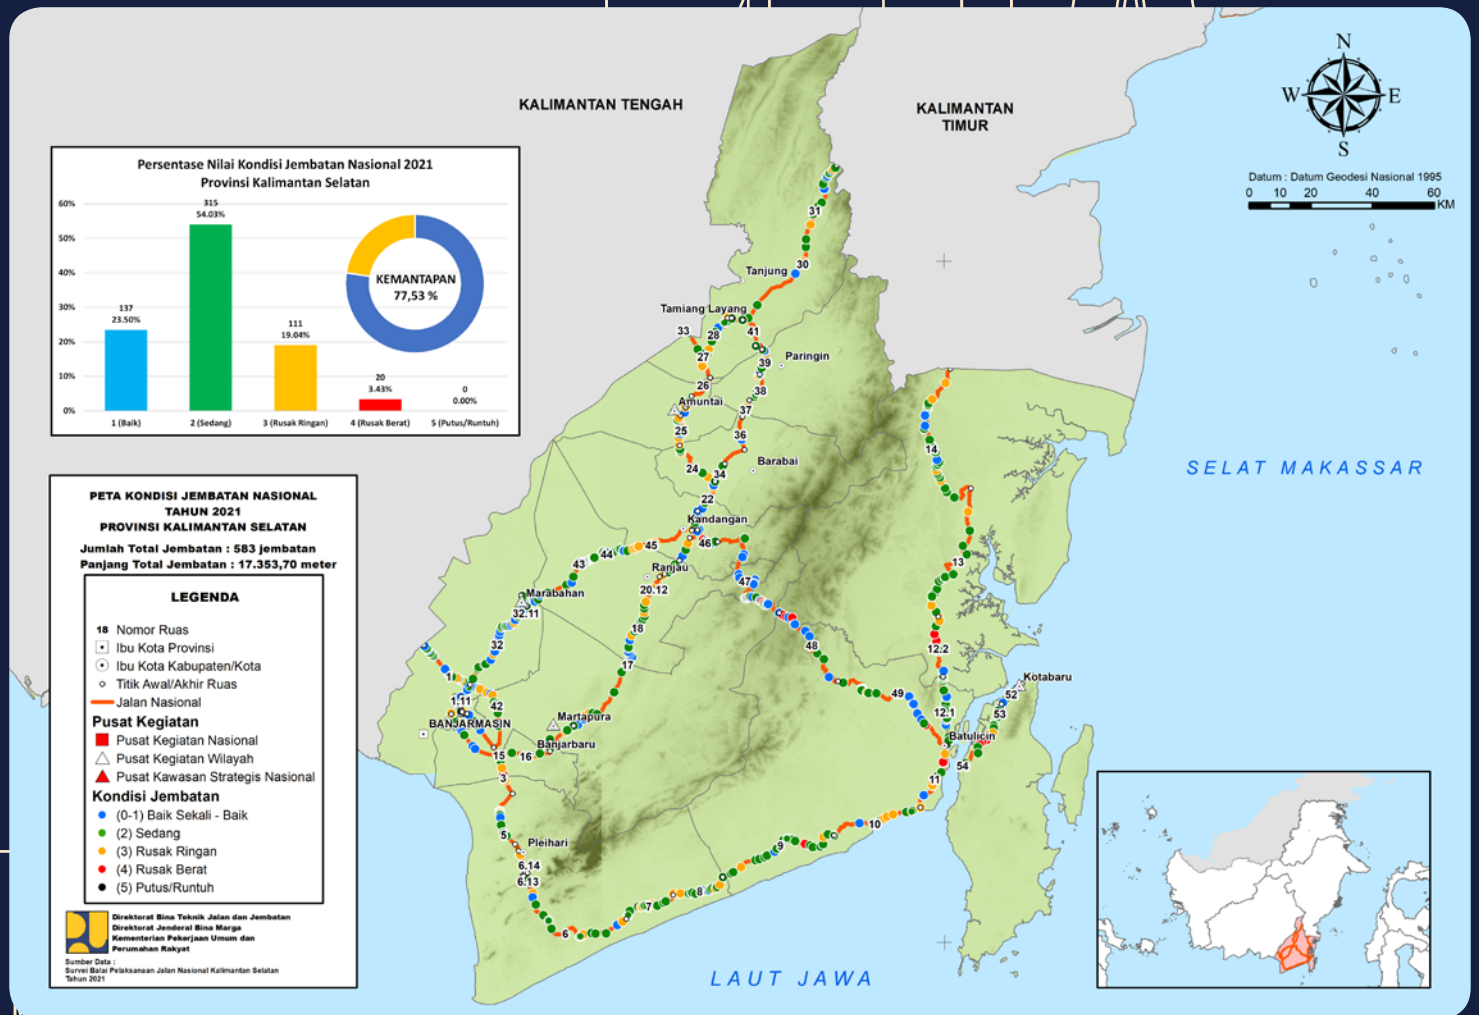 KALIMANTAN TENGAH
KALIMANTAN
TIMUR
N
W
E
S
Datum : Datum Geodesi Nasional 1995
0 10 20 40 60
KM
Persentase Nilai Kondisi Jembatan Nasional 2021
Provinsi Kalimantan Selatan
60%
50%
40%
30%
20%
10%
0%
137
23.50%
315
54.03%
111
19.04%
20
3.43%
0
0.00%
KEMANTAPAN
77,53 %
1 (Baik)
2 (Sedang)
3 (Rusak Ringan)
4 (Rusak Berat)
5 (Putus/Runtuh)
PETA KONDISI JEMBATAN NASIONAL
TAHUN 2021
PROVINSI KALIMANTAN SELATAN
Jumlah Total Jembatan : 583 jembatan
Panjang Total Jembatan : 17.353,70 meter
LEGENDA
18 Nomor Ruas
Ibu Kota Provinsi
Ibu Kota Kabupaten/Kota
Titik Awal/Akhir Ruas
Jalan Nasional
Pusat Kegiatan
Pusat Kegiatan Nasional
Pusat Kegiatan Wilayah
Pusat Kawasan Strategis Nasional
Kondisi Jembatan
(0-1) Baik Sekali - Baik
(2) Sedang
(3) Rusak Ringan
(4) Rusak Berat
(5) Putus/Runtuh
Direktorat Bina Teknik Jalan dan Jembatan
Direktorat Jenderal Bina Marga
Kementerian Pekerjaan Umum dan
Perumahan Rakyat
Sumber Data :
Survei Balai Pelaksanaan Jalan Nasional Kalimantan Selatan
Tahun 2021
31
30
Tanjung
Tamiang Layang
33
28
41
27
39
Paringin
26
38
Amuntai
37
25
36
14
24
34
Barabai
22
Kandangan
SELAT MAKASSAR
45
46
44
43
Ranjau
47
13
20.12
Marabahan
32.11
18
48
12.2
32
17
1
49
52
Kotabaru
1.11
42
12.1
53
BANJARMASIN
Martapura
Banjarbaru
Batulicin
15
16
54
3
11
5
Pleihari
10
9
6.14
6.13
8
7
6
LAUT JAWA